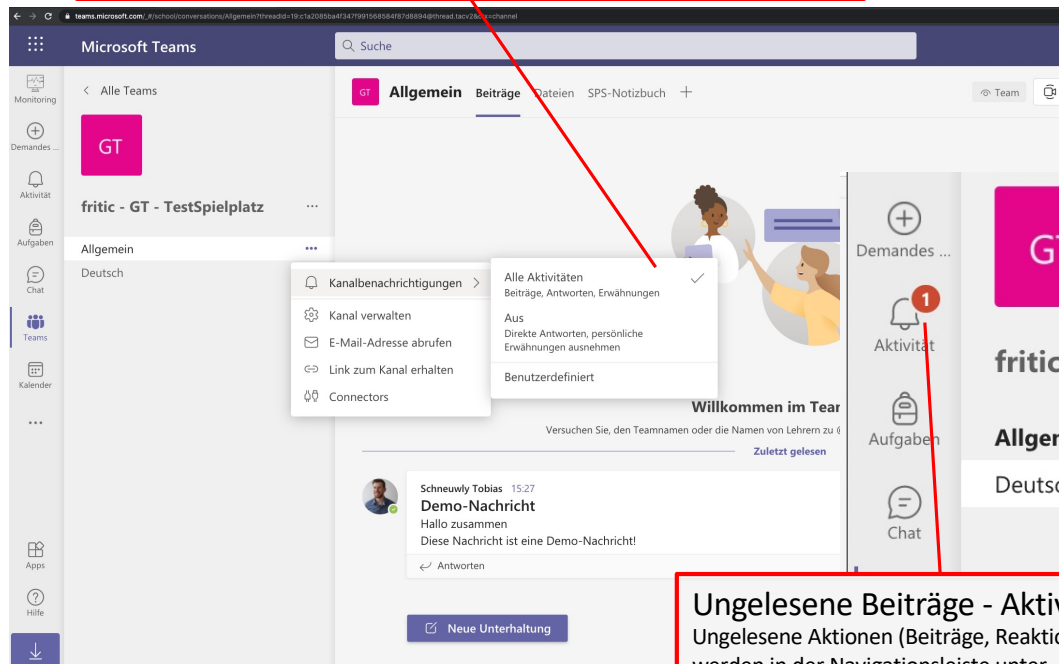 teams.microsoft.com/_#/school/conversations/Allgemein?threadId=19:c1a2085ba4f347f991568584f87d8894@thread.tacv2&ctx=channel
Microsoft Teams
Suche
Monitoring
Demandes ...
Aktivität
Aufgaben
Chat
Teams
Kalender
Apps
Hilfe
Alle Teams
GT
fritic - GT - TestSpielplatz
Allgemein
Deutsch
GT
Allgemein
Beiträge
Dateien
SPS-Notizbuch
Team
Kanalbenachrichtigungen
Kanal verwalten
E-Mail-Adresse abrufen
Link zum Kanal erhalten
Connectors
Alle Aktivitäten
Beiträge, Antworten, Erwähnungen
Aus
Direkte Antworten, persönliche
Erwähnungen ausnehmen
Benutzerdefiniert
Willkommen im Tear
Versuchen Sie, den Teamnamen oder die Namen von Lehrern zu
Zuletzt gelesen
Schneuwly Tobias 15:27
Demo-Nachricht
Hallo zusammen
Diese Nachricht ist eine Demo-Nachricht!
Antworten
Neue Unterhaltung
Demandes ...
1
Aktivität
Aufgaben
Chat
G
fritic
Allger
Deutsc
Ungelesene Beiträge - Aktiv
Ungelesene Aktionen (Beiträge, Reaktio
werden in der Navigationsleiste unter